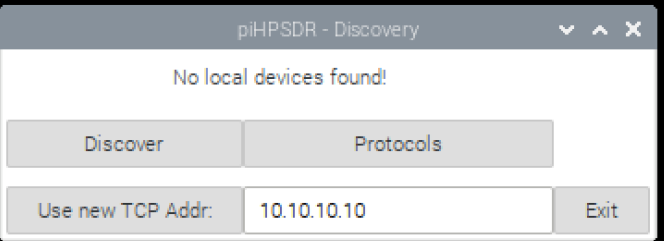 piHPSDR - Discovery
No local devices found!
Discover Protocols
Use new TCP Addr: 10.10.10.10 Exit